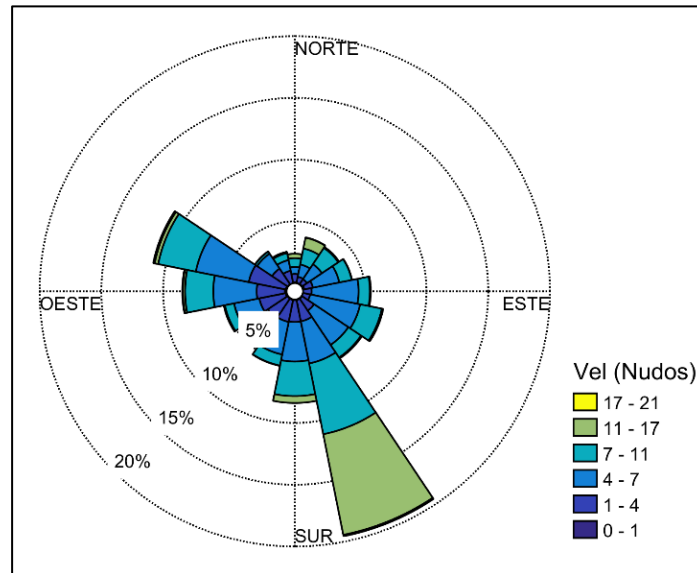 NORTE
OESTE
ESTE
5%
10%
15%
20%
SUR
Vel (Nudos)
17 - 21
11 - 17
7 - 11
4 - 7
1 - 4
0 - 1